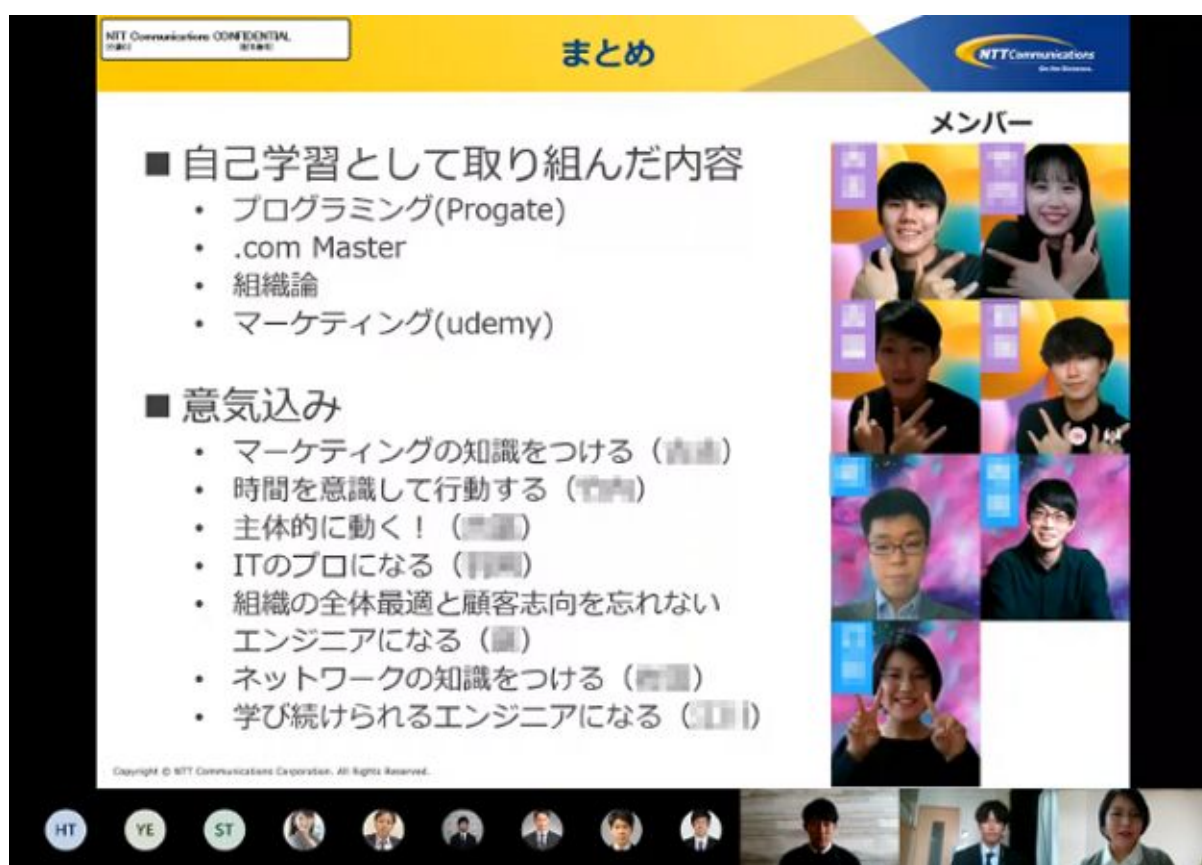 NTT Communications CONFIDENTIAL
まとめ
NTT Communications
メンバー
■自己学習として取り組んだ内容
・ プログラミング(Progate)
・ .com Master
・ 組織論
・ マーケティング(udemy)
■意気込み
・ マーケティングの知識をつける（ ）
・ 時間を意識して行動する（ ）
・ 主体的に動く！（ ）
・ ITのプロになる（ ）
・ 組織の全体最適と顧客志向を忘れない
エンジニアになる（ ）
・ ネットワークの知識をつける（ ）
・ 学び続けられるエンジニアになる（ ）
Copyright © NTT Communications Corporation. All Rights Reserved.
HT YE ST